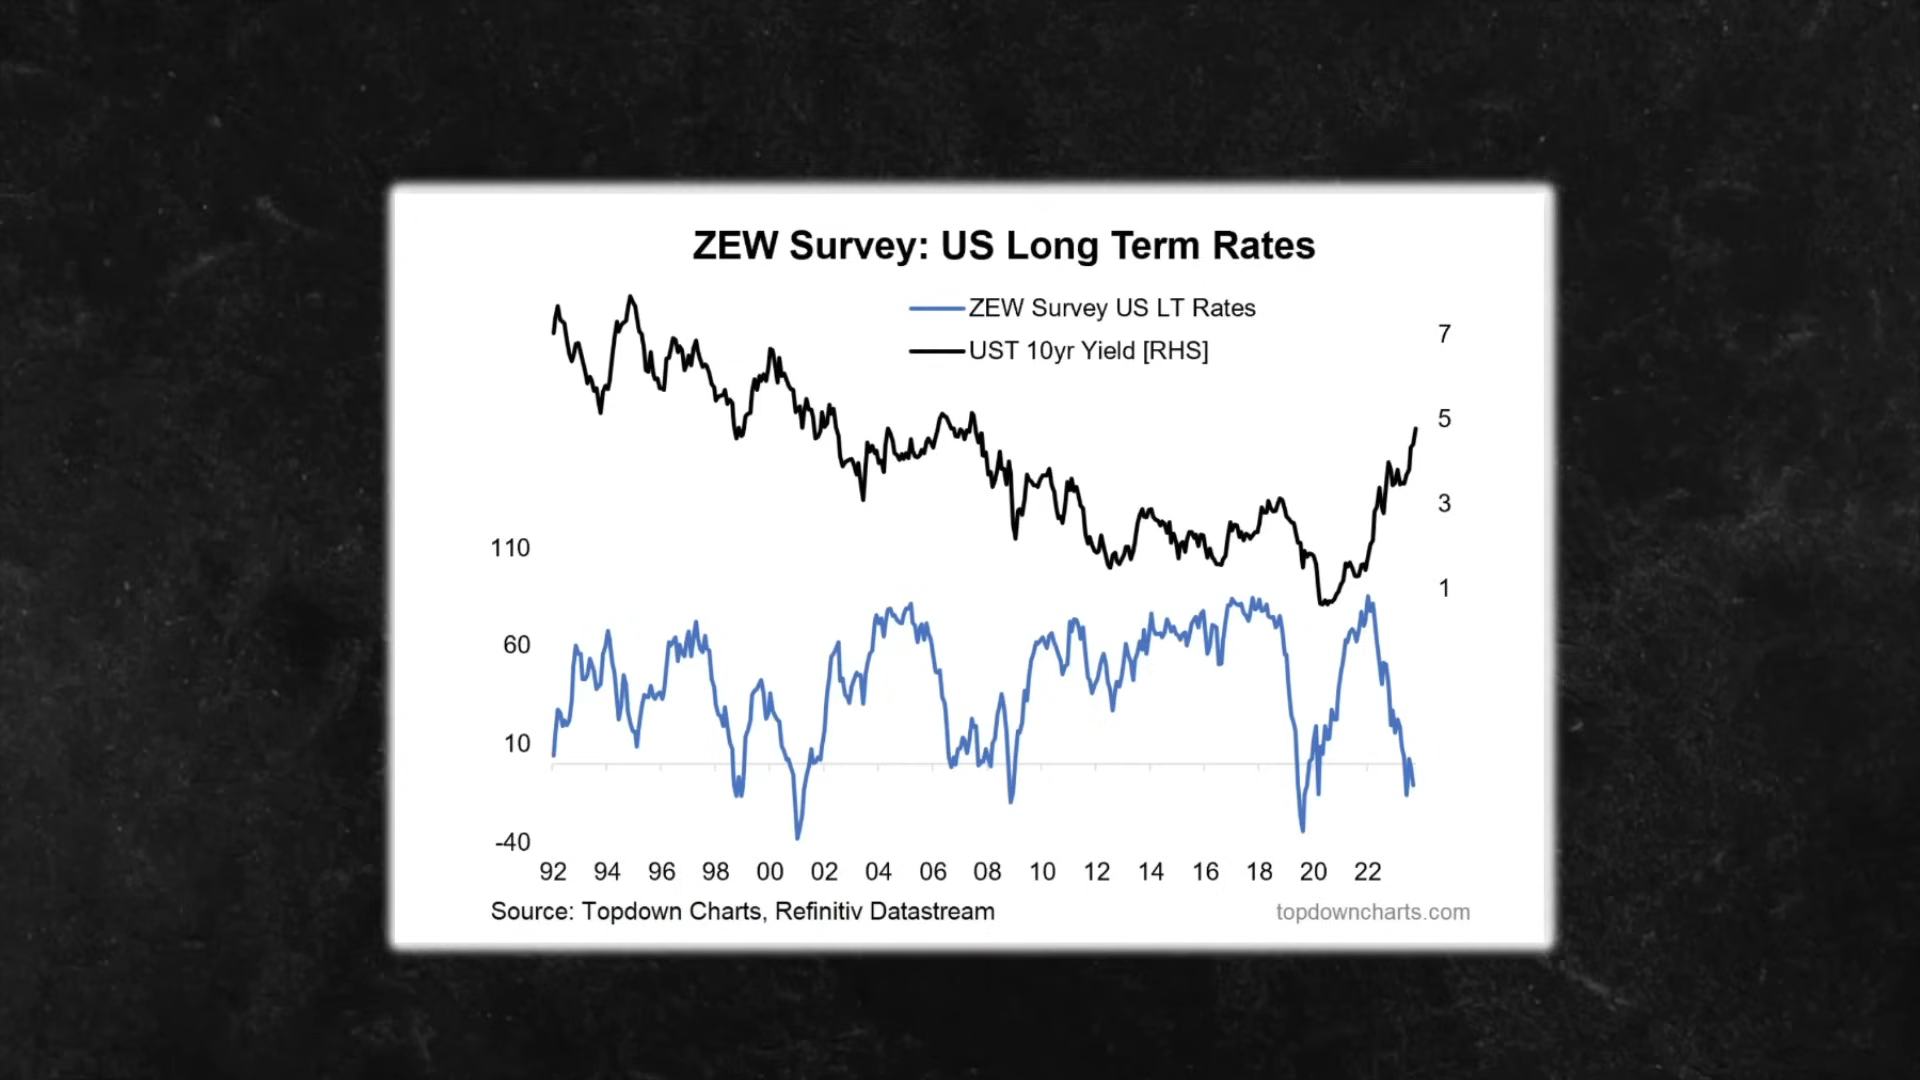 ZEW Survey: US Long Term Rates
ZEW Survey US LT Rates
UST 10yr Yield [RHS]
7
5
3
1
110
60
10
-40
92 94 96 98 00 02 04 06 08 10 12 14 16 18 20 22
Source: Topdown Charts, Refinitiv Datastream
topdowncharts.com